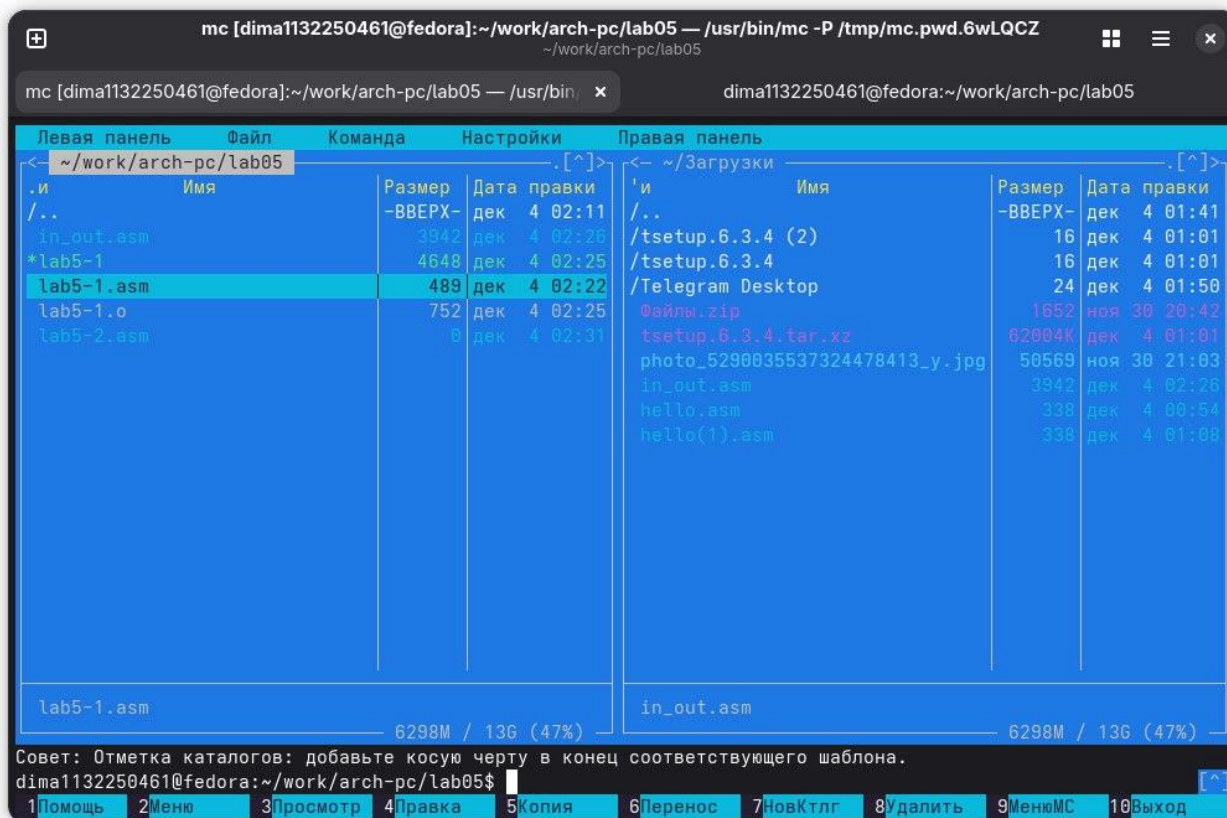 mc [dima1132250461@fedora]:~/work/arch-pc/lab05 — /usr/bin/mc -P /tmp/mc.pwd.6wLQCZ
~/work/arch-pc/lab05
mc [dima1132250461@fedora]:~/work/arch-pc/lab05 — /usr/bin/ × dima1132250461@fedora:~/work/arch-pc/lab05
Левая панель Файл Команда Настройки Правая панель
<— ~/work/arch-pc/lab05 .[^]> <— ~/Загрузки .[^]>
.и Имя Размер Дата правки 'и Имя Размер Дата правки
/.. -ВВЕРХ- дек 4 02:11 /.. -ВВЕРХ- дек 4 01:41
in_out.asm 3942 дек 4 02:26 /tsetup.6.3.4 (2) 16 дек 4 01:01
*lab5-1 4648 дек 4 02:25 /tsetup.6.3.4 16 дек 4 01:01
lab5-1.asm 489 дек 4 02:22 /Telegram Desktop 24 дек 4 01:50
lab5-1.o 752 дек 4 02:25 Файлы.zip 1652 ноя 30 20:42
lab5-2.asm 0 дек 4 02:31 tsetup.6.3.4.tar.xz 62004K дек 4 01:01
photo_5290035537324478413_y.jpg 50569 ноя 30 21:03
in_out.asm 3942 дек 4 02:26
hello.asm 338 дек 4 00:54
hello(1).asm 338 дек 4 01:08
lab5-1.asm in_out.asm
6298M / 13G (47%) 6298M / 13G (47%)
Совет: Отметка каталогов: добавьте косую черту в конец соответствующего шаблона.
dima1132250461@fedora:~/work/arch-pc/lab05$ [^]
1Помощь 2Меню 3Просмотр 4Правка 5Копия 6Перенос 7НовКтлг 8Удалить 9МенюМС 10Выход